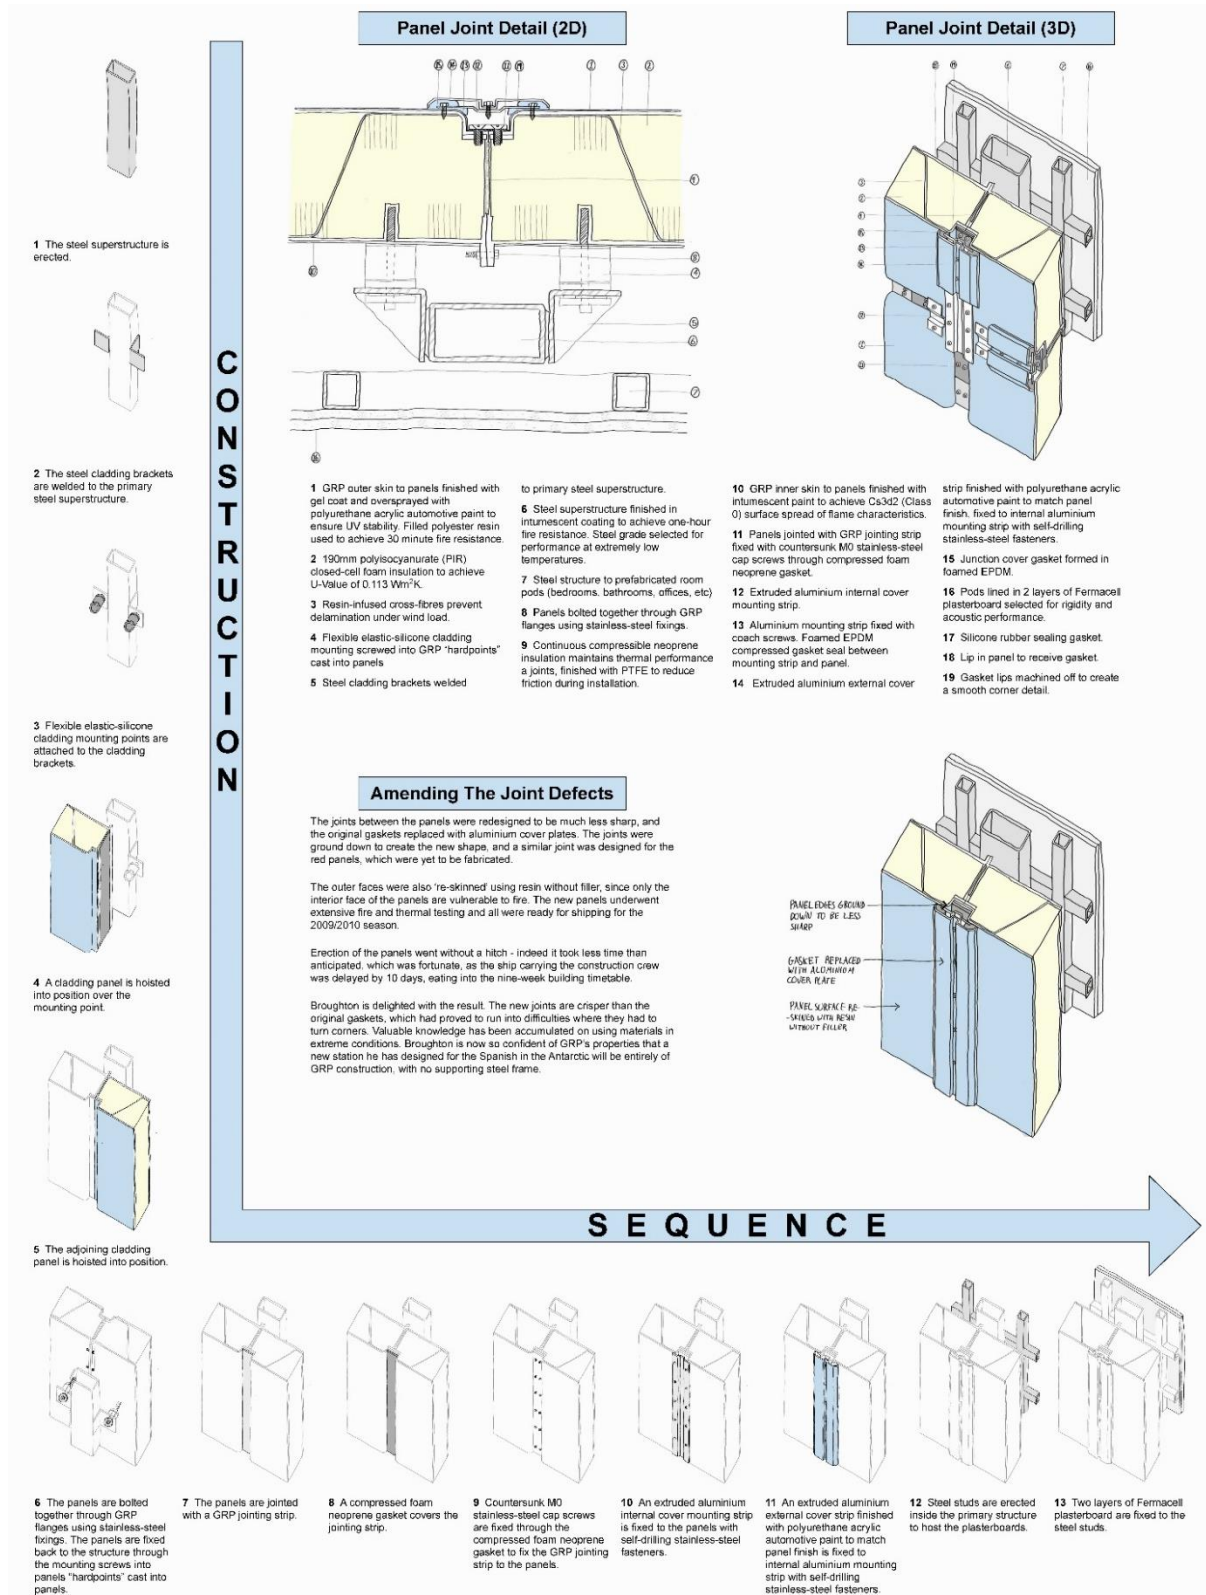 Panel Joint Detail (2D)
Panel Joint Detail (3D)
1 The steel superstructure is
erected.
2 The steel cladding brackets
are welded to the primary
steel superstructure.
3 Flexible elastic-silicone
cladding mounting points are
attached to the cladding
brackets.
4 A cladding panel is hoisted
into position over the
mounting point.
5 The adjoining cladding
panel is hoisted into position.
CONSTRUCTION
1 GRP outer skin to panels finished with
gel coat and oversprayed with
polyurethane acrylic automotive paint to
ensure UV stability. Filled polyester resin
used to achieve 30 minute fire resistance.
2 190mm polyisocyanurate (PIR)
closed-cell foam insulation to achieve
U-Value of 0.113 Wm²K.
3 Resin-infused cross-fibres prevent
delamination under wind load.
4 Flexible elastic-silicone cladding
mounting screwed into GRP "hardpoints"
cast into panels
5 Steel cladding brackets welded
to primary steel superstructure.
6 Steel superstructure finished in
intumescent coating to achieve one-hour
fire resistance. Steel grade selected for
performance at extremely low
temperatures.
7 Steel structure to prefabricated room
pods (bedrooms, bathrooms, offices, etc)
8 Panels bolted together through GRP
flanges using stainless-steel fixings.
9 Continuous compressible neoprene
insulation maintains thermal performance
a joints, finished with PTFE to reduce
friction during installation.
10 GRP inner skin to panels finished with
intumescent paint to achieve Cs3d2 (Class
0) surface spread of flame characteristics.
11 Panels jointed with GRP jointing strip
fixed with countersunk M0 stainless-steel
cap screws through compressed foam
neoprene gasket.
12 Extruded aluminium internal cover
mounting strip.
13 Aluminium mounting strip fixed with
coach screws. Foamed EPDM
compressed gasket seal between
mounting strip and panel.
14 Extruded aluminium external cover
strip finished with polyurethane acrylic
automotive paint to match panel
finish, fixed to internal aluminium
mounting strip with self-drilling
stainless-steel fasteners.
15 Junction cover gasket formed in
foamed EPDM.
16 Pods lined in 2 layers of Fermacell
plasterboard selected for rigidity and
acoustic performance.
17 Silicone rubber sealing gasket.
18 Lip in panel to receive gasket.
19 Gasket lips machined off to create
a smooth corner detail.
Amending The Joint Defects
The joints between the panels were redesigned to be much less sharp, and
the original gaskets replaced with aluminium cover plates. The joints were
ground down to create the new shape, and a similar joint was designed for the
red panels, which were yet to be fabricated.
The outer faces were also 're-skinned' using resin without filler, since only the
interior face of the panels are vulnerable to fire. The new panels underwent
extensive fire and thermal testing and all were ready for shipping for the
2009/2010 season.
Erection of the panels went without a hitch - indeed it took less time than
anticipated, which was fortunate, as the ship carrying the construction crew
was delayed by 10 days, eating into the nine-week building timetable.
Broughton is delighted with the result. The new joints are crisper than the
original gaskets, which had proved to run into difficulties where they had to
turn corners. Valuable knowledge has been accumulated on using materials in
extreme conditions. Broughton is now so confident of GRP's properties that a
new station he has designed for the Spanish in the Antarctic will be entirely of
GRP construction, with no supporting steel frame.
PANEL EDGES GROUND
DOWN TO BE LESS
SHARP
GASKET REPLACED
WITH ALUMINIUM
COVER PLATE
PANEL SURFACE RE-
-SKINNED WITH RESIN
WITHOUT FILLER
SEQUENCE
6 The panels are bolted
together through GRP
flanges using stainless-steel
fixings. The panels are fixed
back to the structure through
the mounting screws into
panels "hardpoints" cast into
panels.
7 The panels are jointed
with a GRP jointing strip.
8 A compressed foam
neoprene gasket covers the
jointing strip.
9 Countersunk M0
stainless-steel cap screws
are fixed through the
compressed foam neoprene
gasket to fix the GRP jointing
strip to the panels.
10 An extruded aluminium
internal cover mounting strip
is fixed to the panels with
self-drilling stainless-steel
fasteners.
11 An extruded aluminium
external cover strip finished
with polyurethane acrylic
automotive paint to match
panel finish is fixed to
internal aluminium mounting
strip with self-drilling
stainless-steel fasteners.
12 Steel studs are erected
inside the primary structure
to host the plasterboards.
13 Two layers of Fermacell
plasterboard are fixed to the
steel studs.